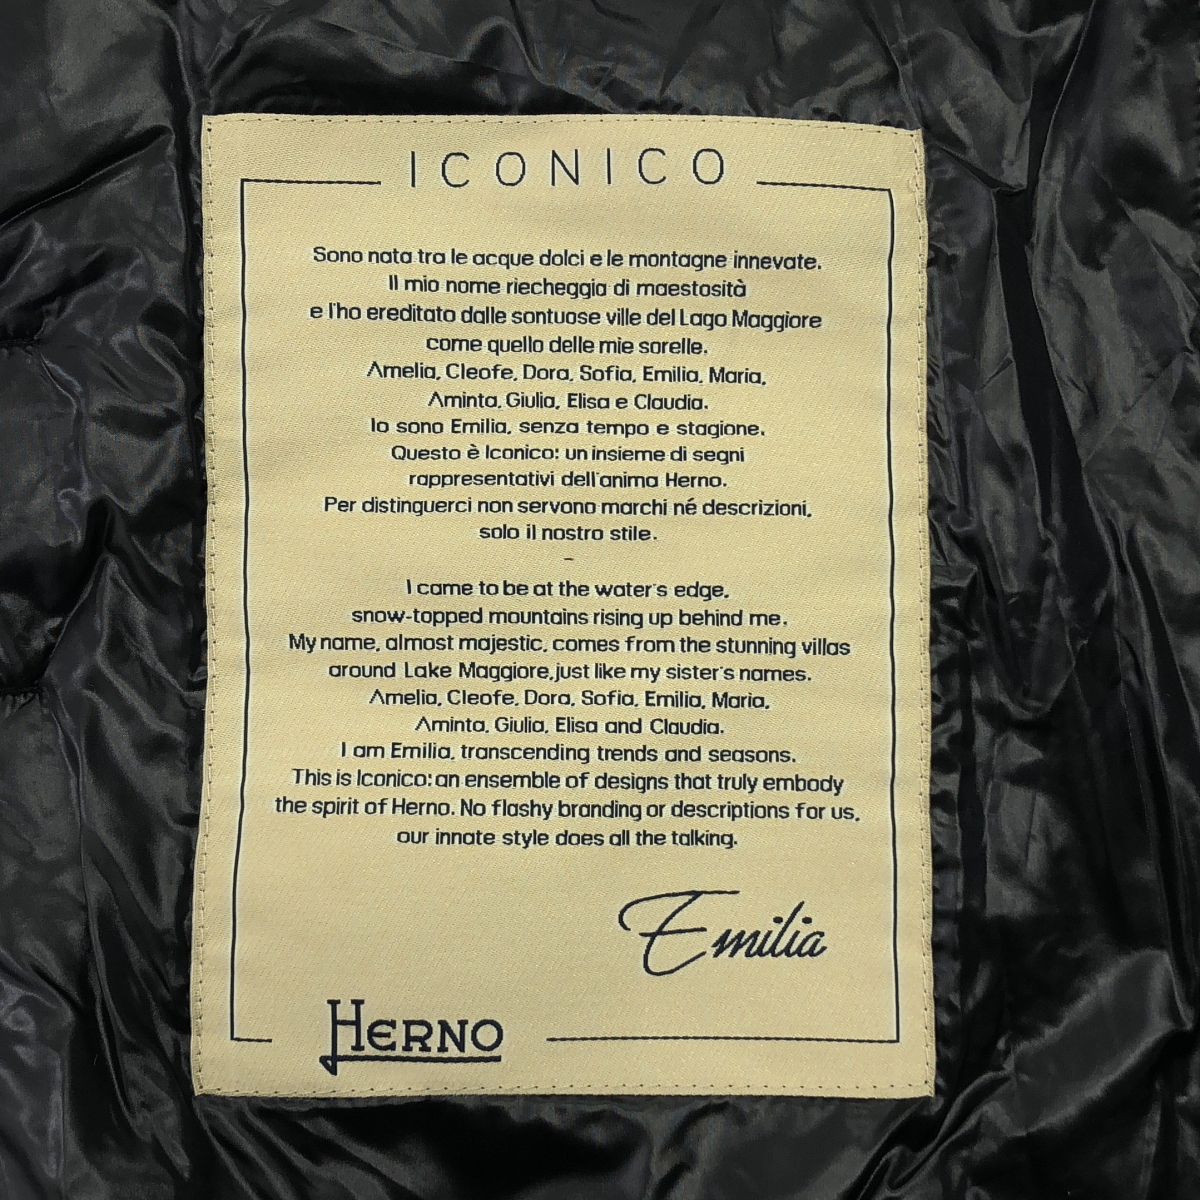 ICONICO
Sono nata tra le acque dolci e le montagne innevate.
Il mio nome riecheggia di maestosità
e l'ho ereditato dalle sontuose ville del Lago Maggiore
come quello delle mie sorelle.
Amelia, Cleofe, Dora, Sofia, Emilia, Maria,
Aminta, Giulia, Elisa e Claudia.
Io sono Emilia, senza tempo e stagione.
Questo è Iconico: un insieme di segni
rappresentativi dell'anima Herno.
Per distinguerci non servono marchi né descrizioni,
solo il nostro stile.
-
I came to be at the water's edge,
snow-topped mountains rising up behind me.
My name, almost majestic, comes from the stunning villas
around Lake Maggiore, just like my sister's names.
Amelia, Cleofe, Dora, Sofia, Emilia, Maria,
Aminta, Giulia, Elisa and Claudia.
I am Emilia, transcending trends and seasons.
This is Iconico: an ensemble of designs that truly embody
the spirit of Herno. No flashy branding or descriptions for us,
our innate style does all the talking.
Emilia
HERNO